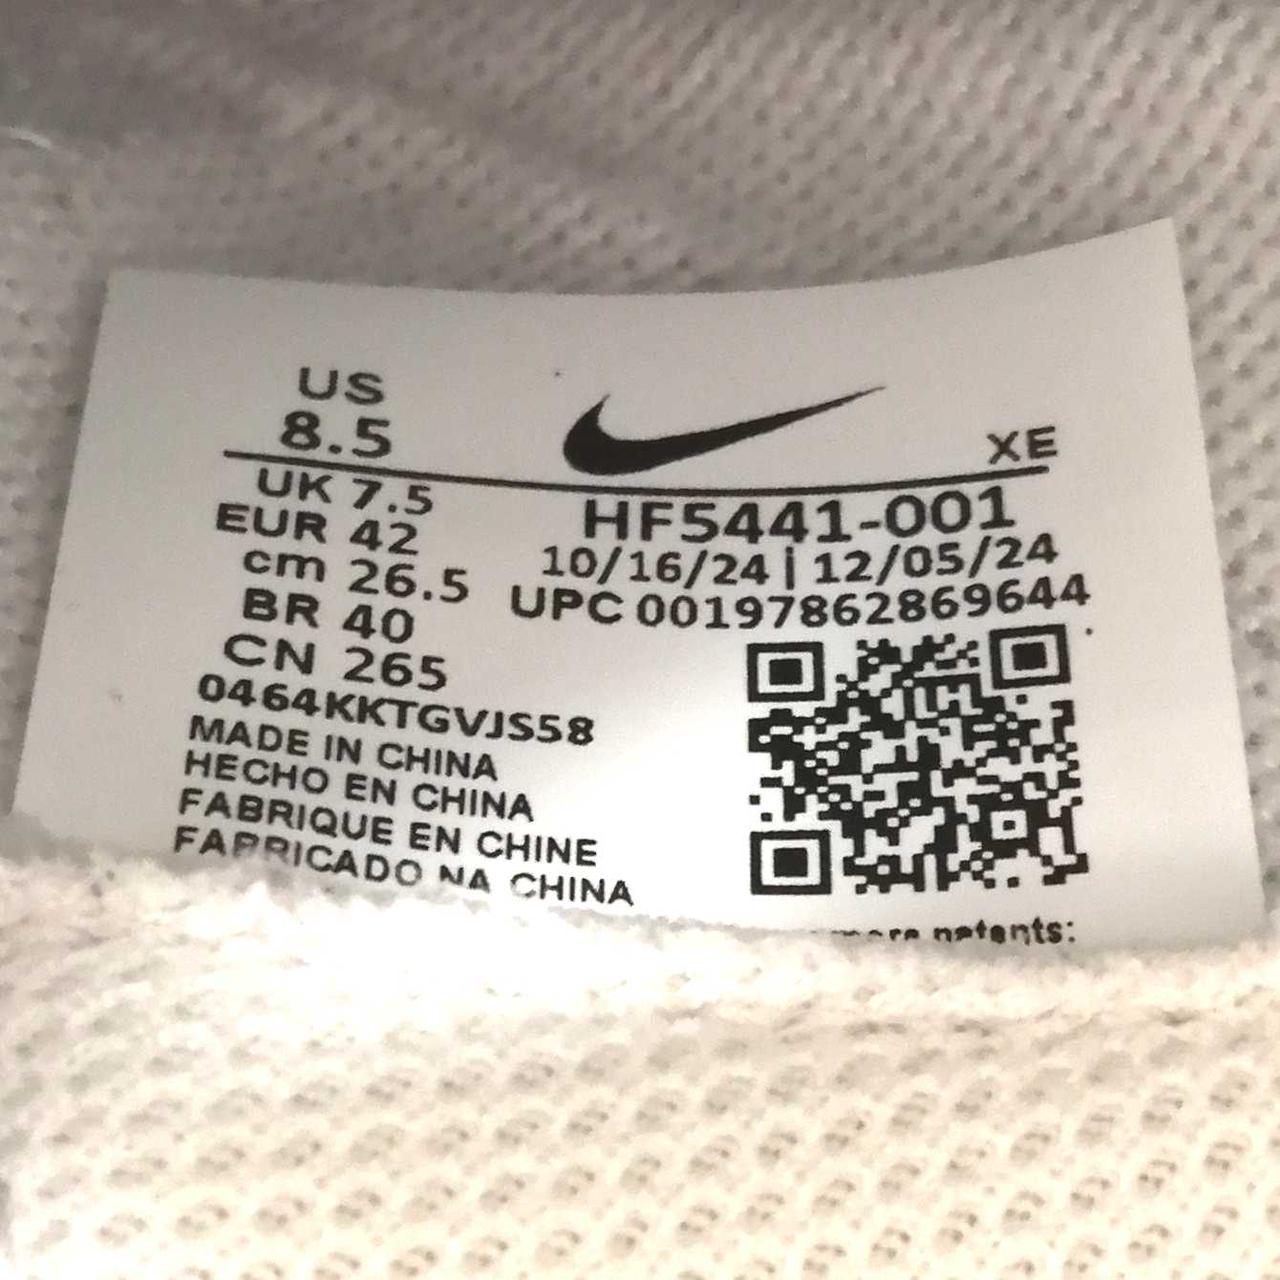 US
8.5
XE
UK 7.5
EUR 42
cm 26.5
BR 40
CN 265
HF5441-001
10/16/24 | 12/05/24
UPC 00197862869644
0464KKTGVJS58
MADE IN CHINA
HECHO EN CHINA
FABRIQUE EN CHINE
FABRICADO NA CHINA
patents: